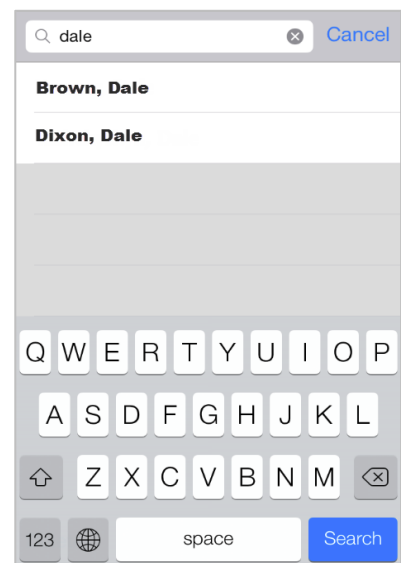 dale Cancel
Brown, Dale
Dixon, Dale
Q W E R T Y U I O P
A S D F G H J K L
Z X C V B N M
123 space Search